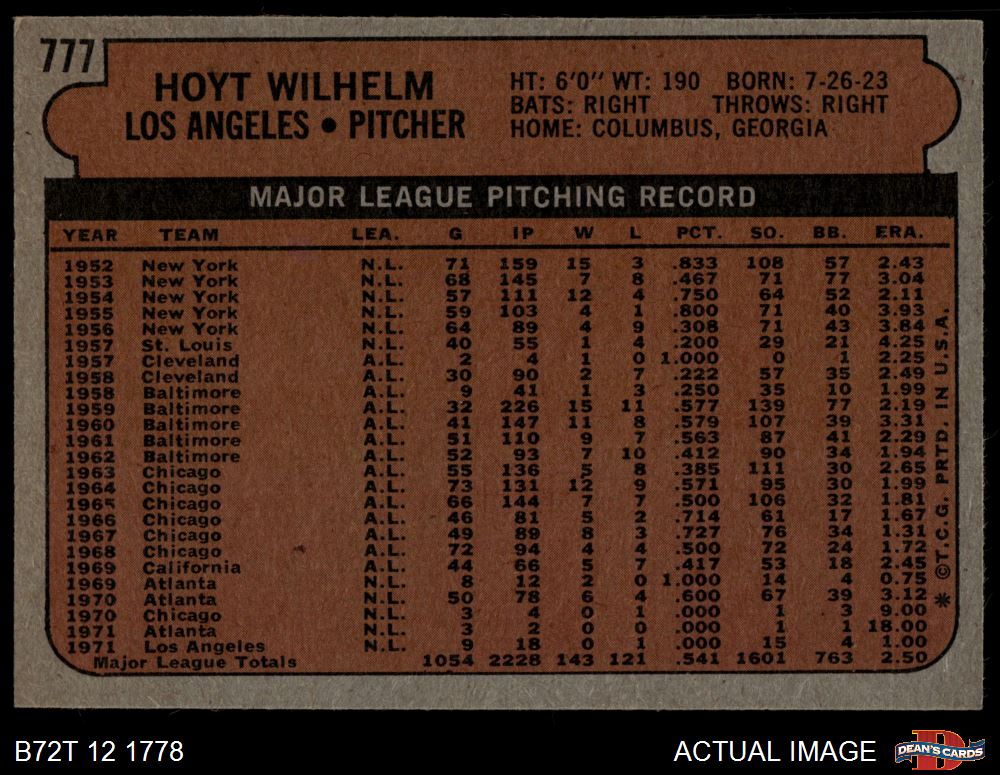 777
HOYT WILHELM
LOS ANGELES • PITCHER
HT: 6'0" WT: 190 BORN: 7-26-23
BATS: RIGHT THROWS: RIGHT
HOME: COLUMBUS, GEORGIA
MAJOR LEAGUE PITCHING RECORD
YEAR TEAM LEA. G IP W L PCT. SO. BB. ERA.
1952 New York N.L. 71 159 15 3 .833 108 57 2.43
1953 New York N.L. 68 145 7 8 .467 71 77 3.04
1954 New York N.L. 57 111 12 4 .750 64 52 2.11
1955 New York N.L. 59 103 4 1 .800 71 40 3.93
1956 New York N.L. 64 89 4 9 .308 71 43 3.84
1957 St. Louis N.L. 40 55 1 4 .200 29 21 4.25
1957 Cleveland A.L. 2 4 1 0 1.000 0 1 2.25
1958 Cleveland A.L. 30 90 2 7 .222 57 35 2.49
1958 Baltimore A.L. 9 41 1 3 .250 35 10 1.99
1959 Baltimore A.L. 32 226 15 11 .577 139 77 2.19
1960 Baltimore A.L. 41 147 11 8 .579 107 39 3.31
1961 Baltimore A.L. 51 110 9 7 .563 87 41 2.29
1962 Baltimore A.L. 52 93 7 10 .412 90 34 1.94
1963 Chicago A.L. 55 136 5 8 .385 111 30 2.65
1964 Chicago A.L. 73 131 12 9 .571 95 30 1.99
1965 Chicago A.L. 66 144 7 7 .500 106 32 1.81
1966 Chicago A.L. 46 81 5 2 .714 61 17 1.67
1967 Chicago A.L. 49 89 8 3 .727 76 34 1.31
1968 Chicago A.L. 72 94 4 4 .500 72 24 1.72
1969 California A.L. 44 66 5 7 .417 53 18 2.45
1969 Atlanta N.L. 8 12 2 0 1.000 14 4 0.75
1970 Atlanta N.L. 50 78 6 4 .600 67 39 3.12
1970 Chicago N.L. 3 4 0 1 .000 1 3 9.00
1971 Atlanta N.L. 3 2 0 0 .000 1 1 18.00
1971 Los Angeles N.L. 9 18 0 1 .000 15 4 1.00
Major League Totals 1054 2228 143 121 .541 1601 763 2.50
* ©T.C.G. PRTD. IN U.S.A.
B72T 12 1778
ACTUAL IMAGE
D
DEAN'S CARDS
B